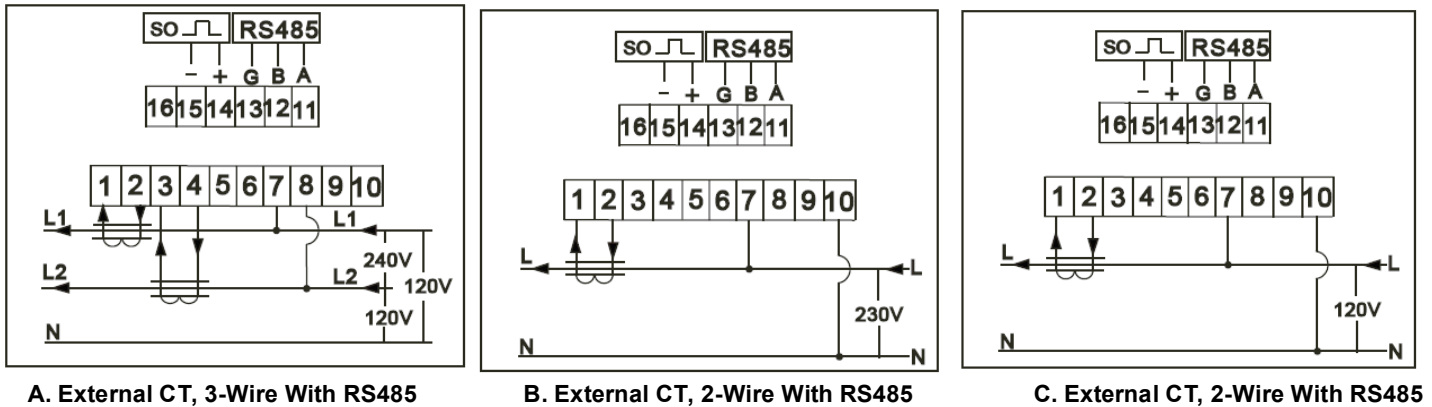 SO RS485
- + G B A
16 15 14 13 12 11
1 2 3 4 5 6 7 8 9 10
L1 L1
240V
L2 L2 120V
120V
N
A. External CT, 3-Wire With RS485
SO RS485
- + G B A
16 15 14 13 12 11
1 2 3 4 5 6 7 8 9 10
L L
230V
N N
B. External CT, 2-Wire With RS485
SO RS485
- + G B A
16 15 14 13 12 11
1 2 3 4 5 6 7 8 9 10
L L
120V
N N
C. External CT, 2-Wire With RS485